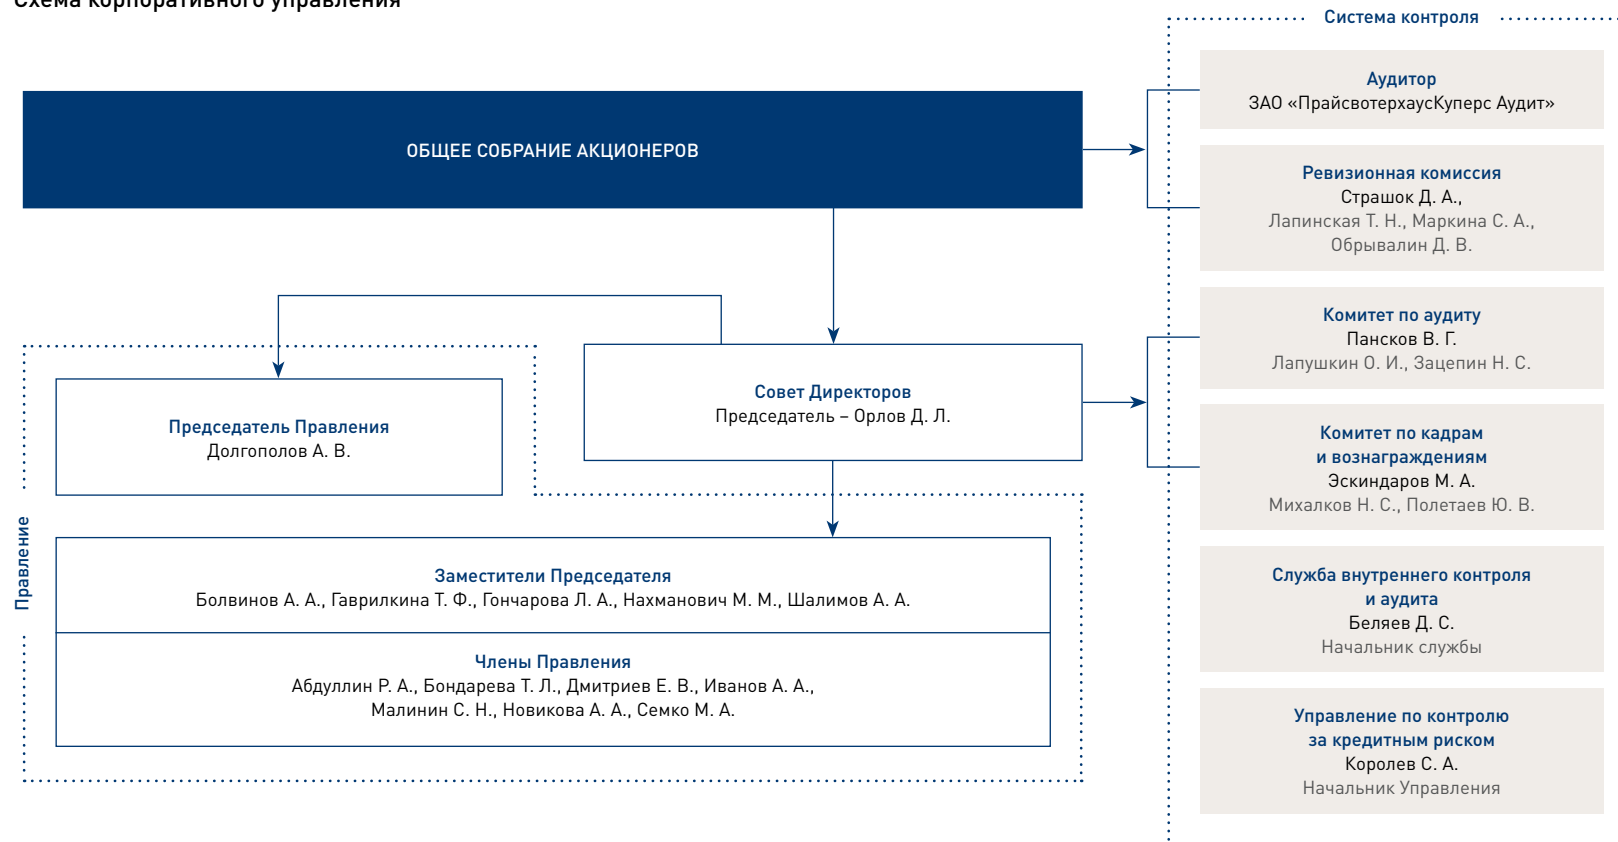 Схема корпоративного управления
Система контроля
Аудитор
ЗАО «ПрайсвотерхаусКуперс Аудит»
ОБЩЕЕ СОБРАНИЕ АКЦИОНЕРОВ
Ревизионная комиссия
Страшок Д. А.,
Лапинская Т. Н., Маркина С. А.,
Обрывалин Д. В.
Комитет по аудиту
Пансков В. Г.
Лапушкин О. И., Зацепин Н. С.
Совет Директоров
Председатель – Орлов Д. Л.
Председатель Правления
Долгополов А. В.
Комитет по кадрам
и вознаграждениям
Эскиндаров М. А.
Михалков Н. С., Полетаев Ю. В.
Правление
Заместители Председателя
Болвинов А. А., Гаврилкина Т. Ф., Гончарова Л. А., Нахманович М. М., Шалимов А. А.
Члены Правления
Абдуллин Р. А., Бондарева Т. Л., Дмитриев Е. В., Иванов А. А.,
Малинин С. Н., Новикова А. А., Семко М. А.
Служба внутреннего контроля
и аудита
Беляев Д. С.
Начальник службы
Управление по контролю
за кредитным риском
Королев С. А.
Начальник Управления